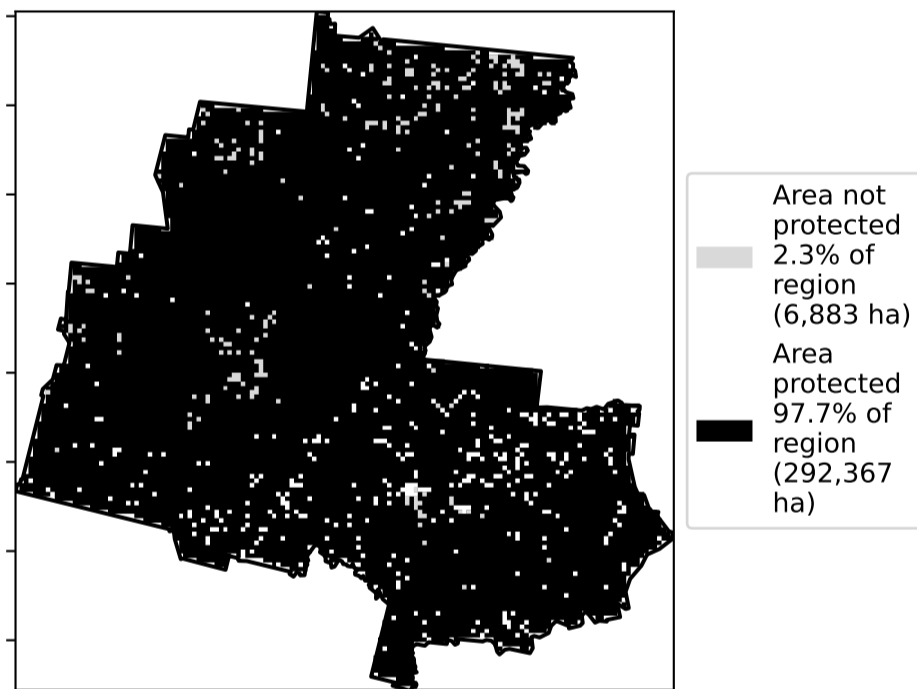 Area not
protected
2.3% of
region
(6,883 ha)
Area
protected
97.7% of
region
(292,367
ha)